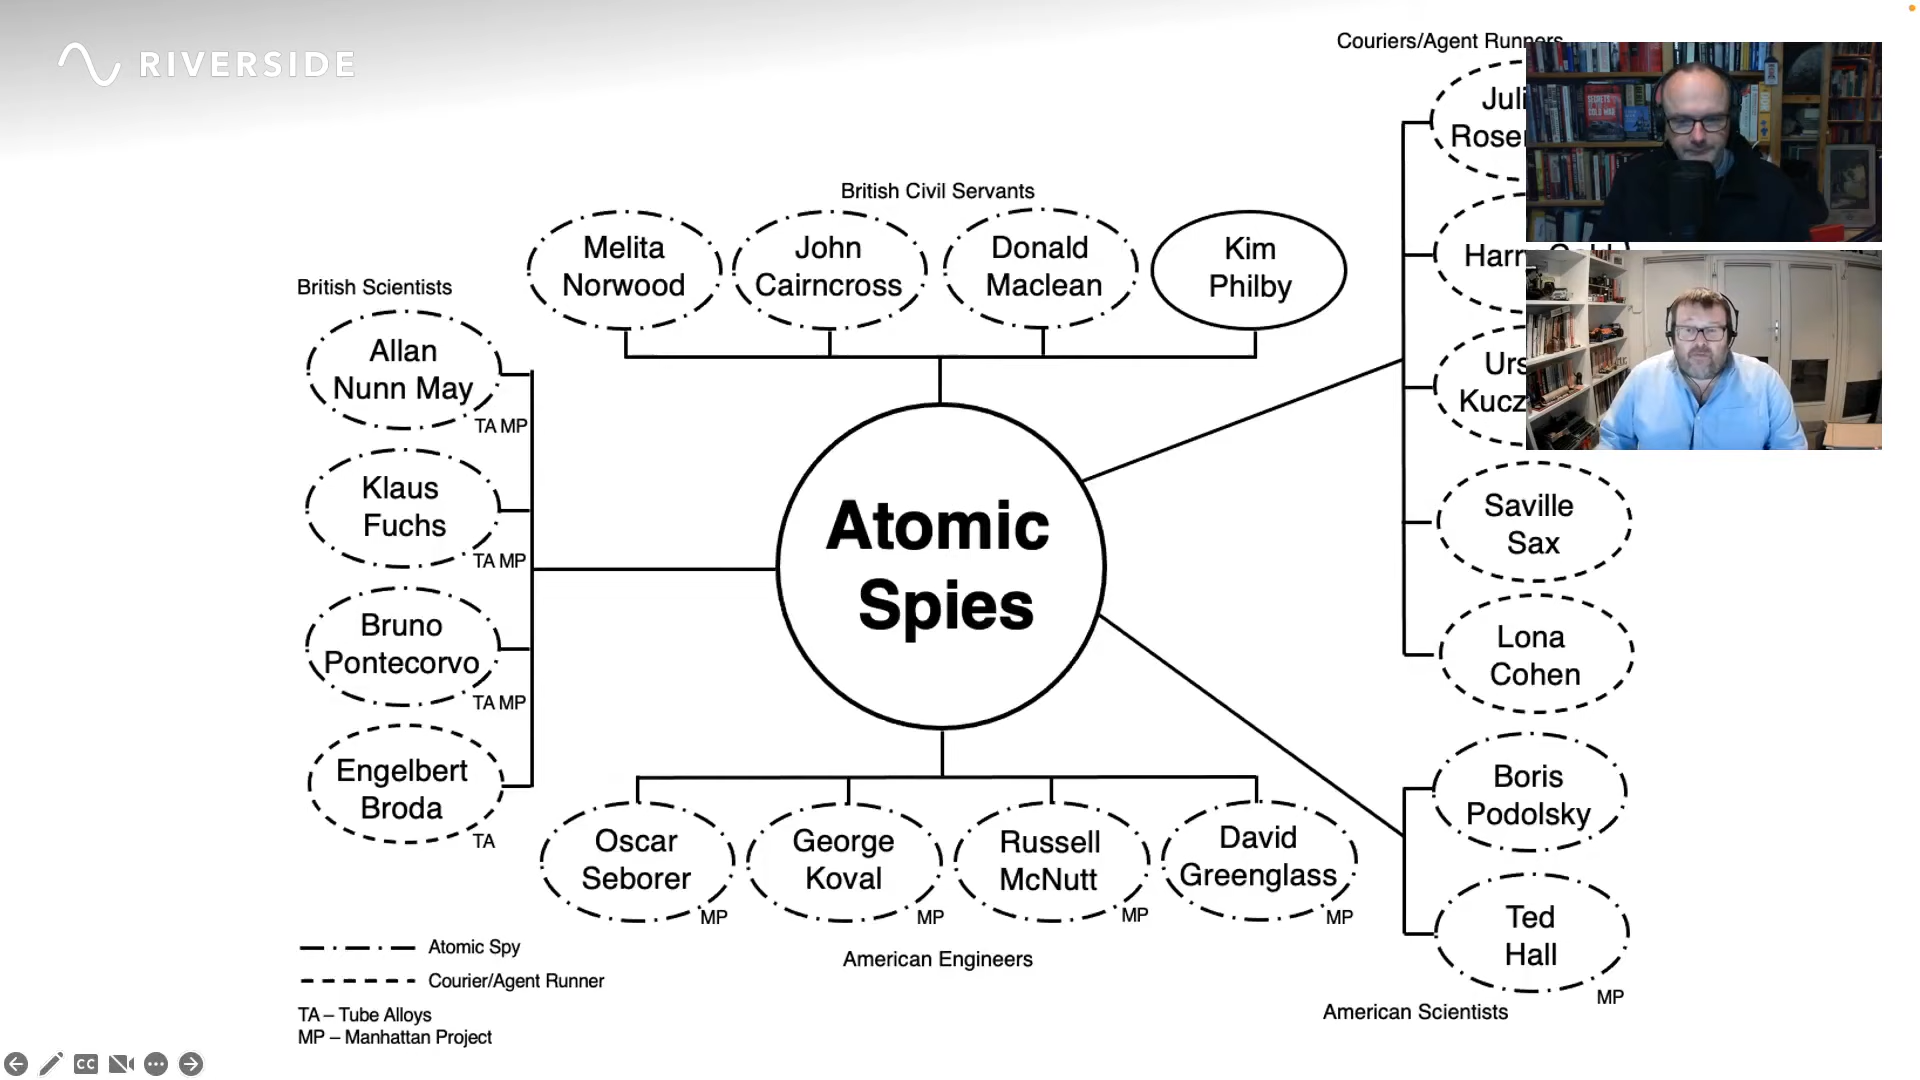 RIVERSIDE
Couriers/Agent Runners
British Civil Servants
Melita
Norwood
John
Cairncross
Donald
Maclean
Kim
Philby
British Scientists
Allan
Nunn May
TA MP
Klaus
Fuchs
TA MP
Bruno
Pontecorvo
TA MP
Engelbert
Broda
TA
Atomic
Spies
Saville
Sax
Lona
Cohen
Boris
Podolsky
Ted
Hall
MP
American Scientists
Oscar
Seborer
MP
George
Koval
MP
Russell
McNutt
MP
David
Greenglass
MP
American Engineers
Atomic Spy
Courier/Agent Runner
TA – Tube Alloys
MP – Manhattan Project
CC